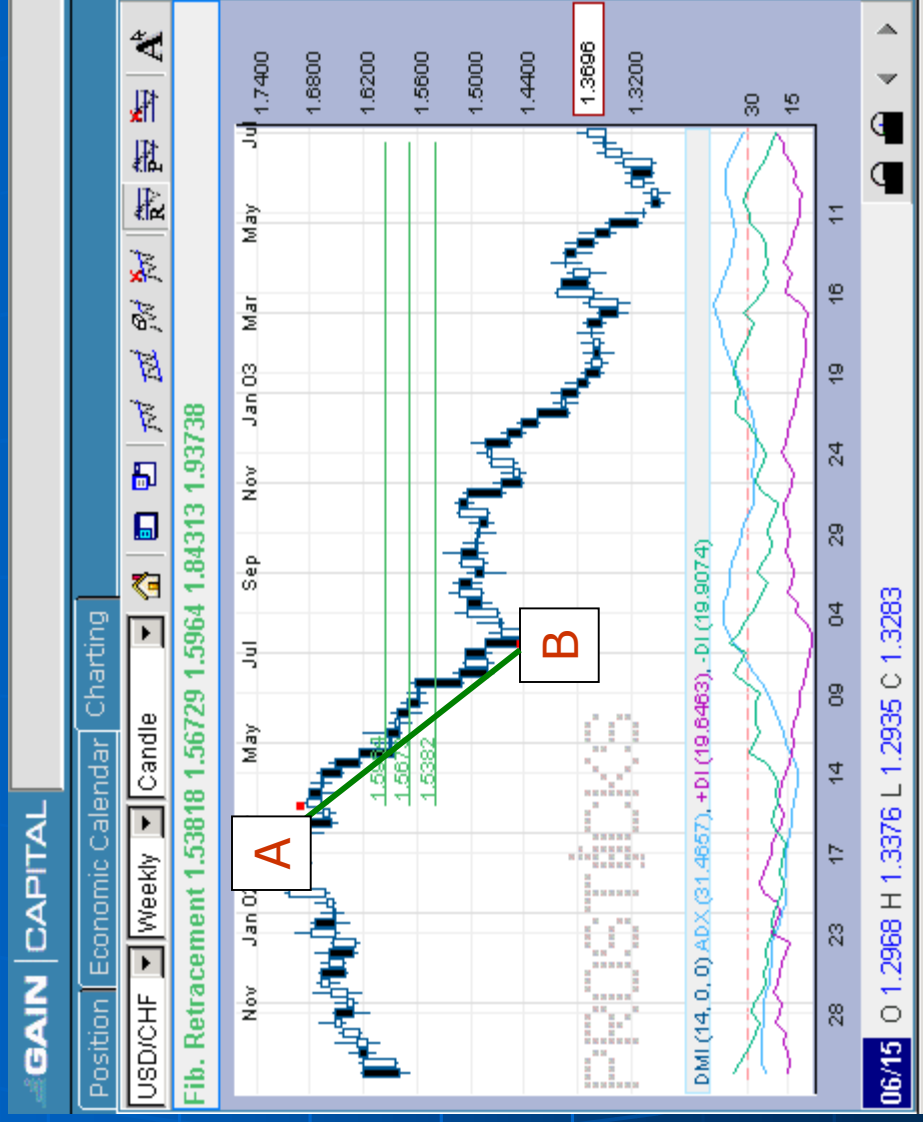 GAIN | CAPITAL
Position Economic Calendar Charting
USD/CHF Weekly Candle
Fib. Retracement 1.53818 1.56729 1.5964 1.84313 1.93738
Nov Jan 02 May Jul Sep Nov Jan 03 Mar May Jul
1.7400
1.6800
1.6200
1.5600
1.5000
1.4400
1.3696
1.3200
A
B
1.5382
PROSTICKS
DMI (14, 0, 0) ADX (31.4657), +DI (19.6463), -DI (19.9074)
30
15
28 23 17 14 09 04 29 24 19 16 11
06/15 O 1.2968 H 1.3376 L 1.2935 C 1.3283